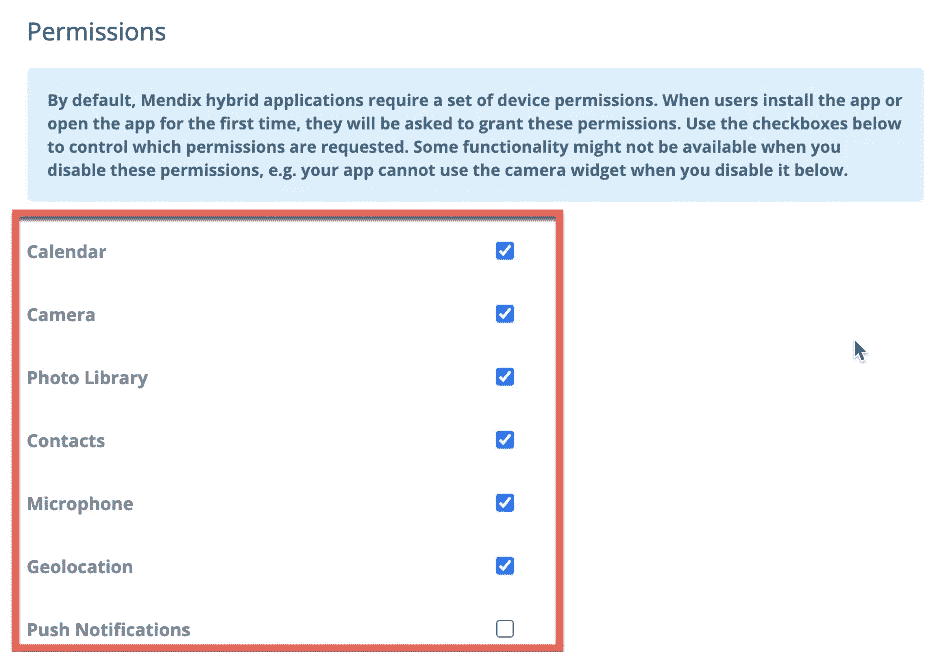 Permissions
By default, Mendix hybrid applications require a set of device permissions. When users install the app or
open the app for the first time, they will be asked to grant these permissions. Use the checkboxes below
to control which permissions are requested. Some functionality might not be available when you
disable these permissions, e.g. your app cannot use the camera widget when you disable it below.
Calendar
Camera
Photo Library
Contacts
Microphone
Geolocation
Push Notifications